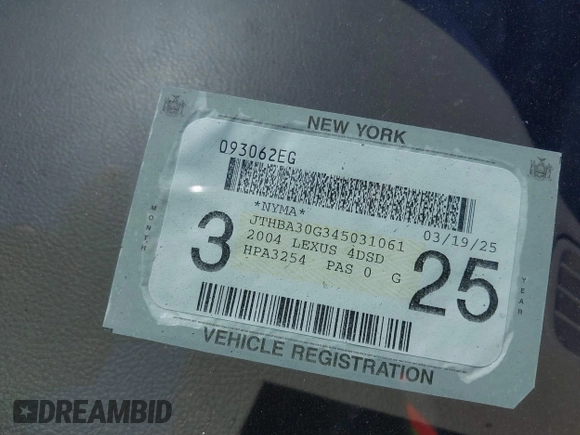 NEW YORK
Q93062EG
*NYMA*
JTHBA30G345031061
03/19/25
2004 LEXUS 4DSD
HPA3254 PAS 0 G
MONTH
3
25
YEAR
VEHICLE REGISTRATION
DREAMBID